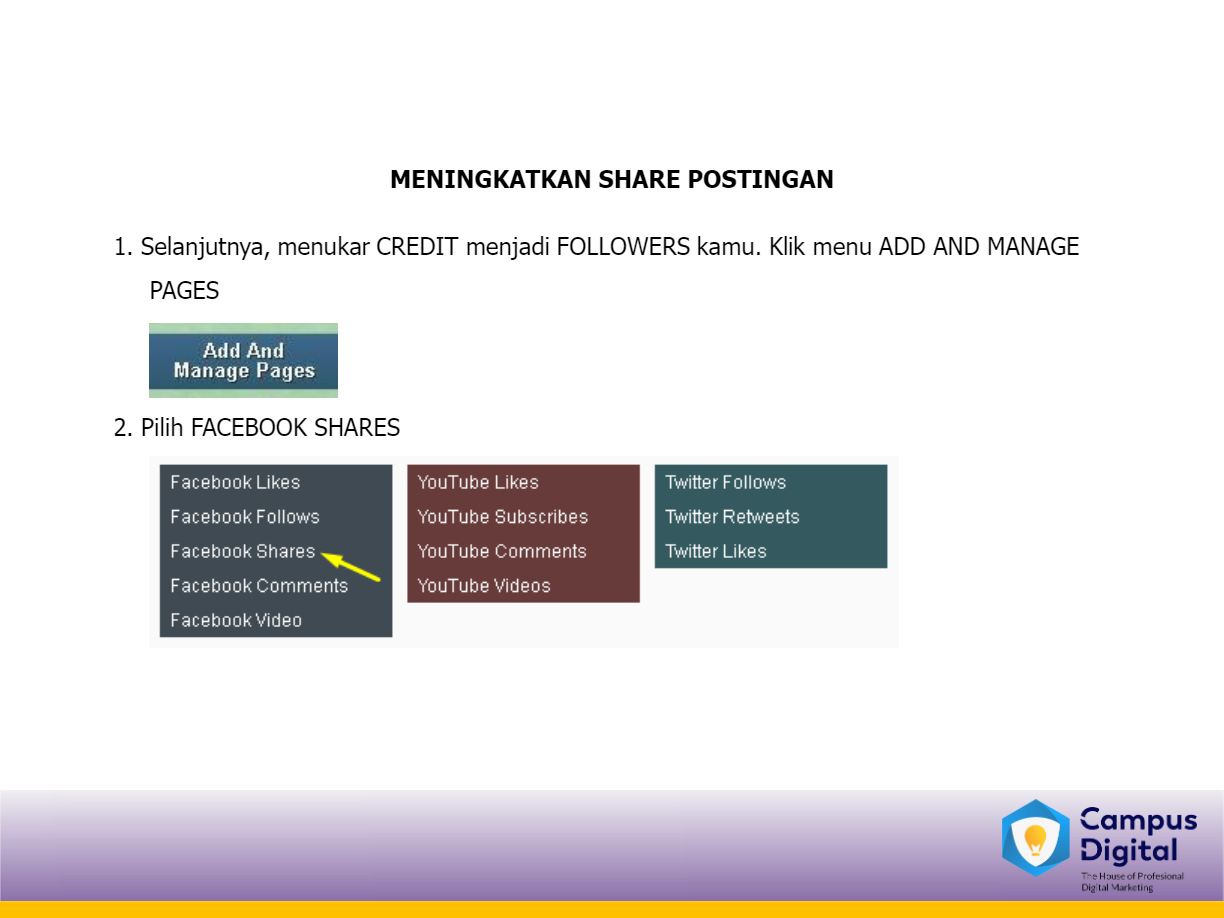 MENINGKATKAN SHARE POSTINGAN
1. Selanjutnya, menukar CREDIT menjadi FOLLOWERS kamu. Klik menu ADD AND MANAGE
PAGES
Add And
Manage Pages
2. Pilih FACEBOOK SHARES
Facebook Likes
Facebook Follows
Facebook Shares
Facebook Comments
Facebook Video
YouTube Likes
YouTube Subscribes
YouTube Comments
YouTube Videos
Twitter Follows
Twitter Retweets
Twitter Likes
Campus
Digital
The House of Profesional
Digital Marketing